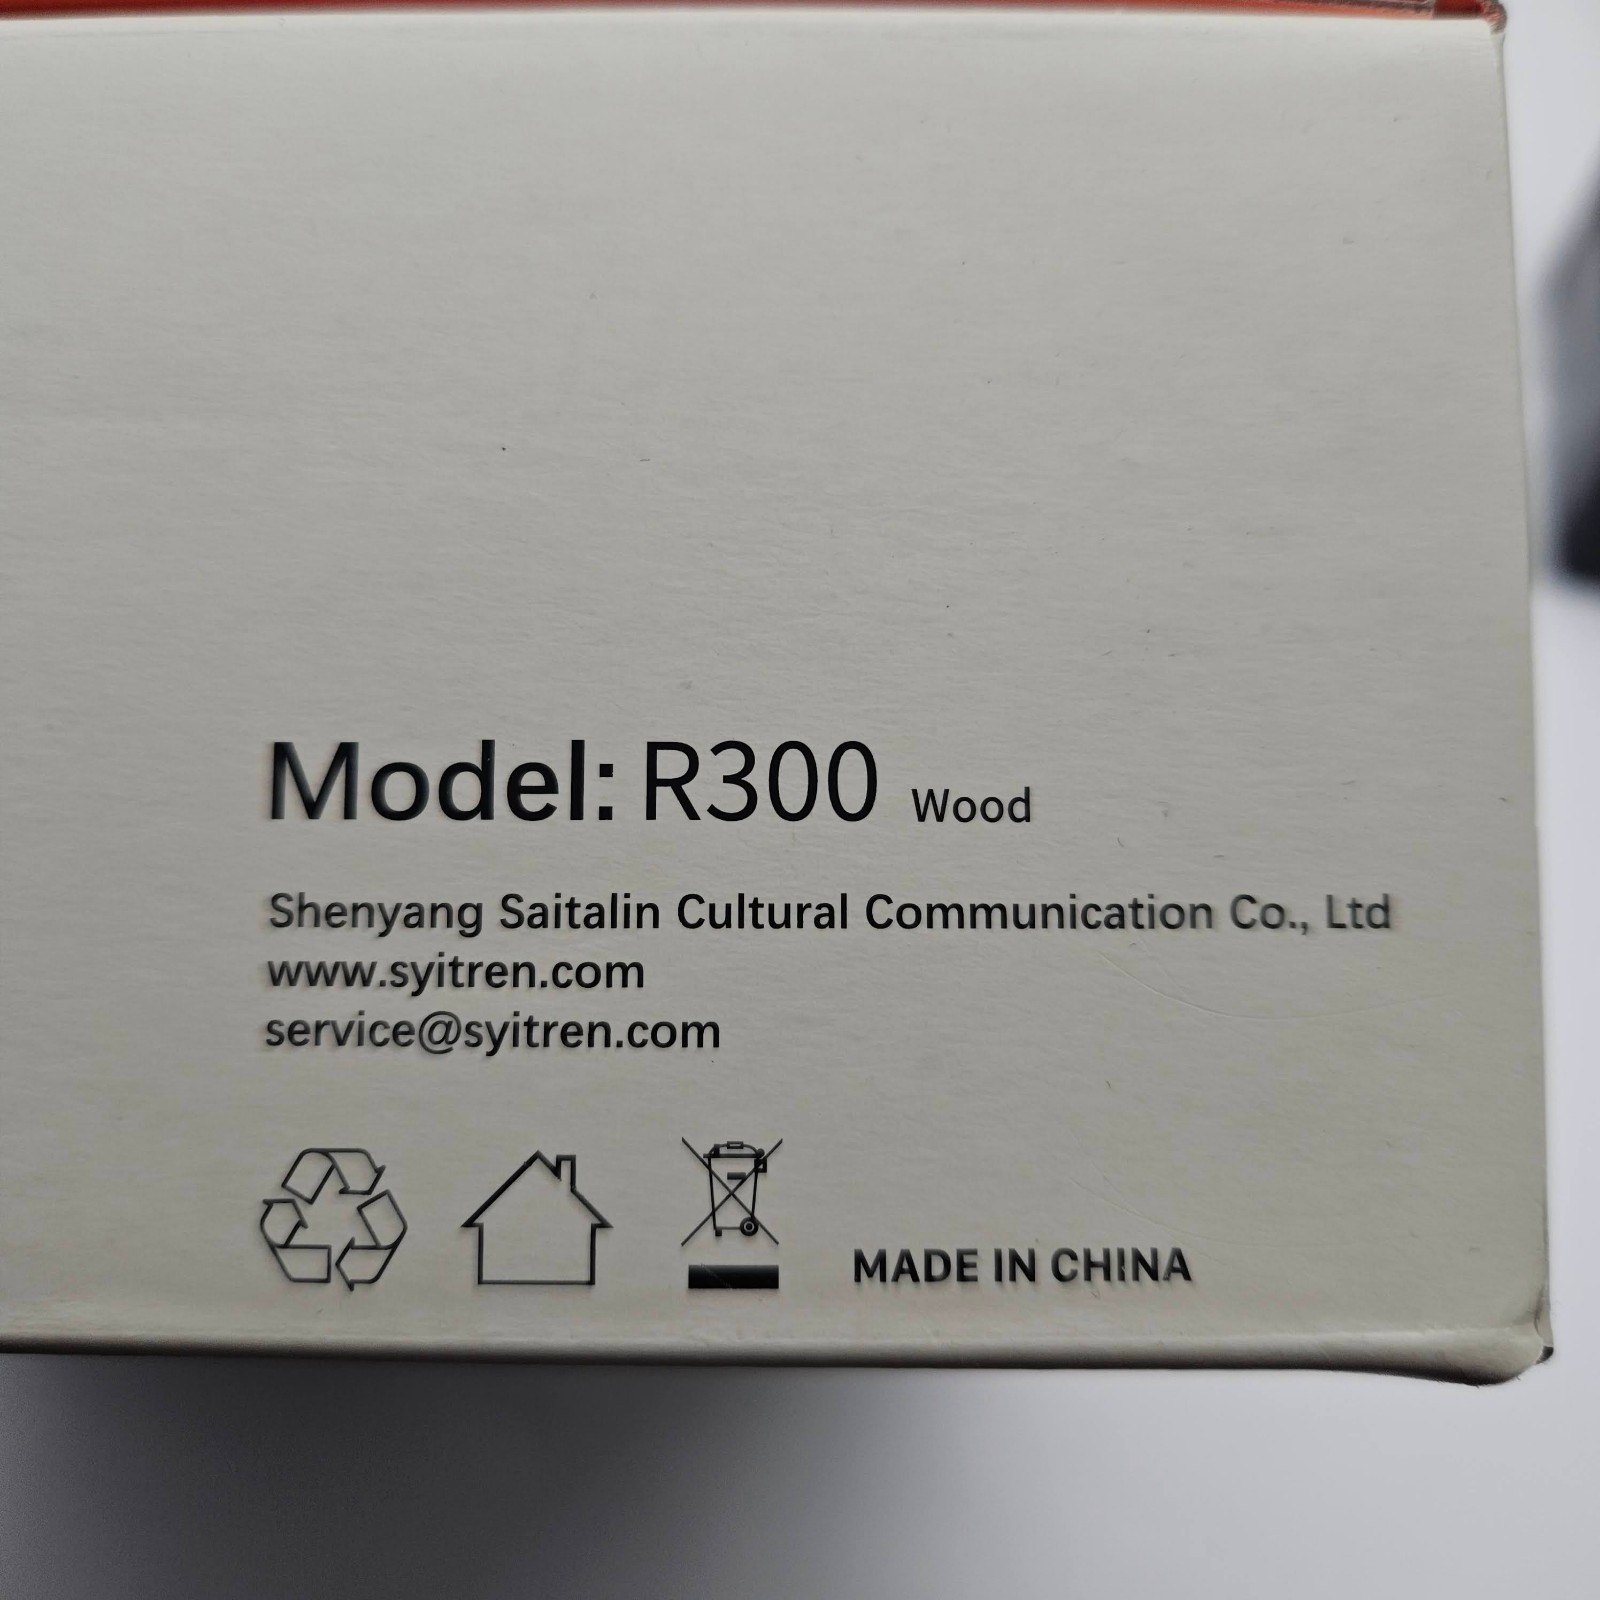 Model: R300 Wood
Shenyang Saitalin Cultural Communication Co., Ltd
www.syitren.com
service@syitren.com
MADE IN CHINA